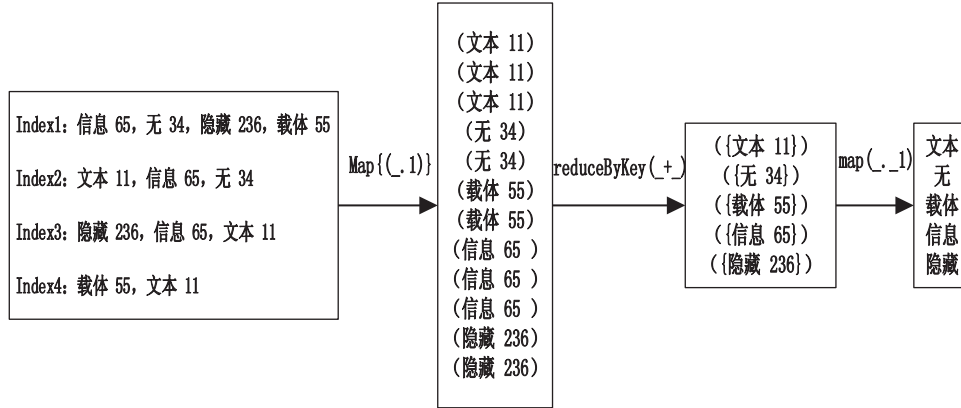 Index1: 信息 65, 无 34, 隐藏 236, 载体 55
Index2: 文本 11, 信息 65, 无 34
Index3: 隐藏 236, 信息 65, 文本 11
Index4: 载体 55, 文本 11
Map{(_.1)}
(文本 11)
(文本 11)
(文本 11)
(无 34)
(无 34)
(载体 55)
(载体 55)
(信息 65 )
(信息 65 )
(信息 65 )
(隐藏 236)
(隐藏 236)
reduceByKey(_+_)
({文本 11})
({无 34})
({载体 55})
({信息 65})
({隐藏 236})
map(_._1)
文本
无
载体
信息
隐藏